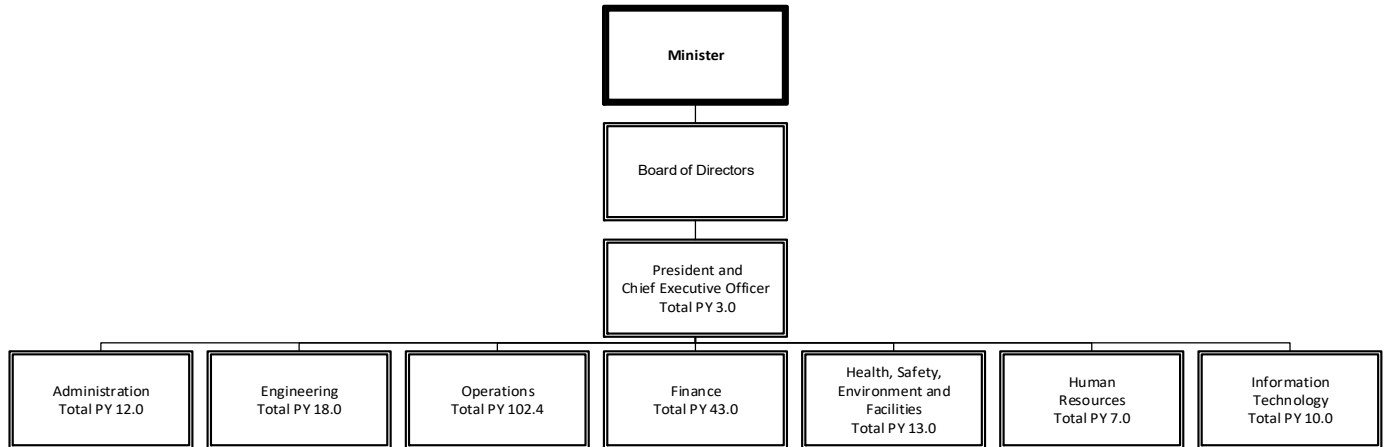 Minister
Board of Directors
President and
Chief Executive Officer
Total PY 3.0
Administration
Total PY 12.0
Engineering
Total PY 18.0
Operations
Total PY 102.4
Finance
Total PY 43.0
Health, Safety,
Environment and
Facilities
Total PY 13.0
Human
Resources
Total PY 7.0
Information
Technology
Total PY 10.0